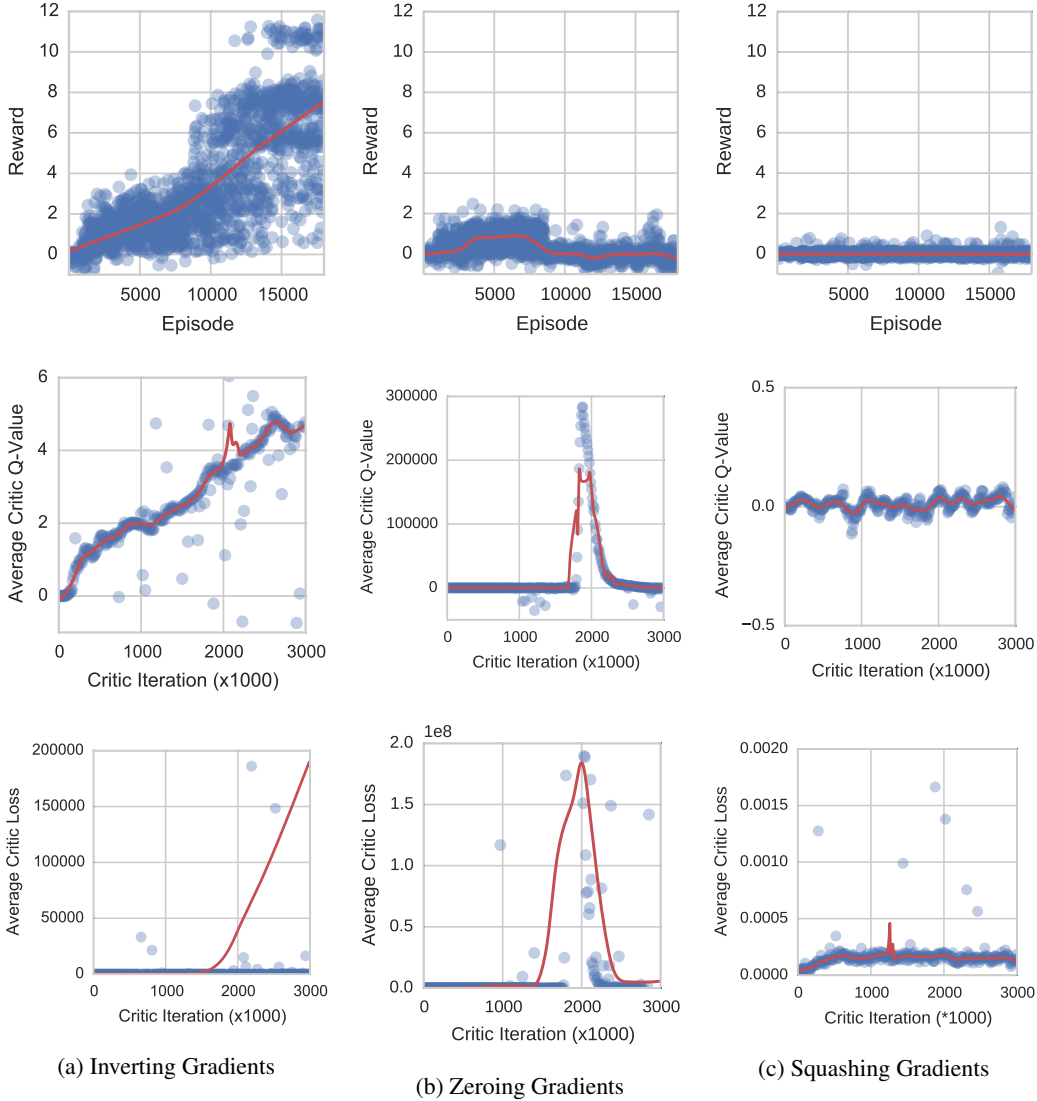 12
10
8
6
4
2
0
Reward
5000 10000 15000
Episode
12
10
8
6
4
2
0
Reward
5000 10000 15000
Episode
12
10
8
6
4
2
0
Reward
5000 10000 15000
Episode
6
4
2
0
Average Critic Q-Value
0 1000 2000 3000
Critic Iteration (x1000)
300000
200000
100000
0
Average Critic Q-Value
0 1000 2000 3000
Critic Iteration (x1000)
0.5
0.0
−0.5
Average Critic Q-Value
0 1000 2000 3000
Critic Iteration (x1000)
200000
150000
100000
50000
0
Average Critic Loss
0 1000 2000 3000
Critic Iteration (x1000)
1e8
2.0
1.5
1.0
0.5
0.0
Average Critic Loss
0 1000 2000 3000
Critic Iteration (x1000)
0.0020
0.0015
0.0010
0.0005
0.0000
Average Critic Loss
0 1000 2000 3000
Critic Iteration (*1000)
(a) Inverting Gradients
(b) Zeroing Gradients
(c) Squashing Gradients